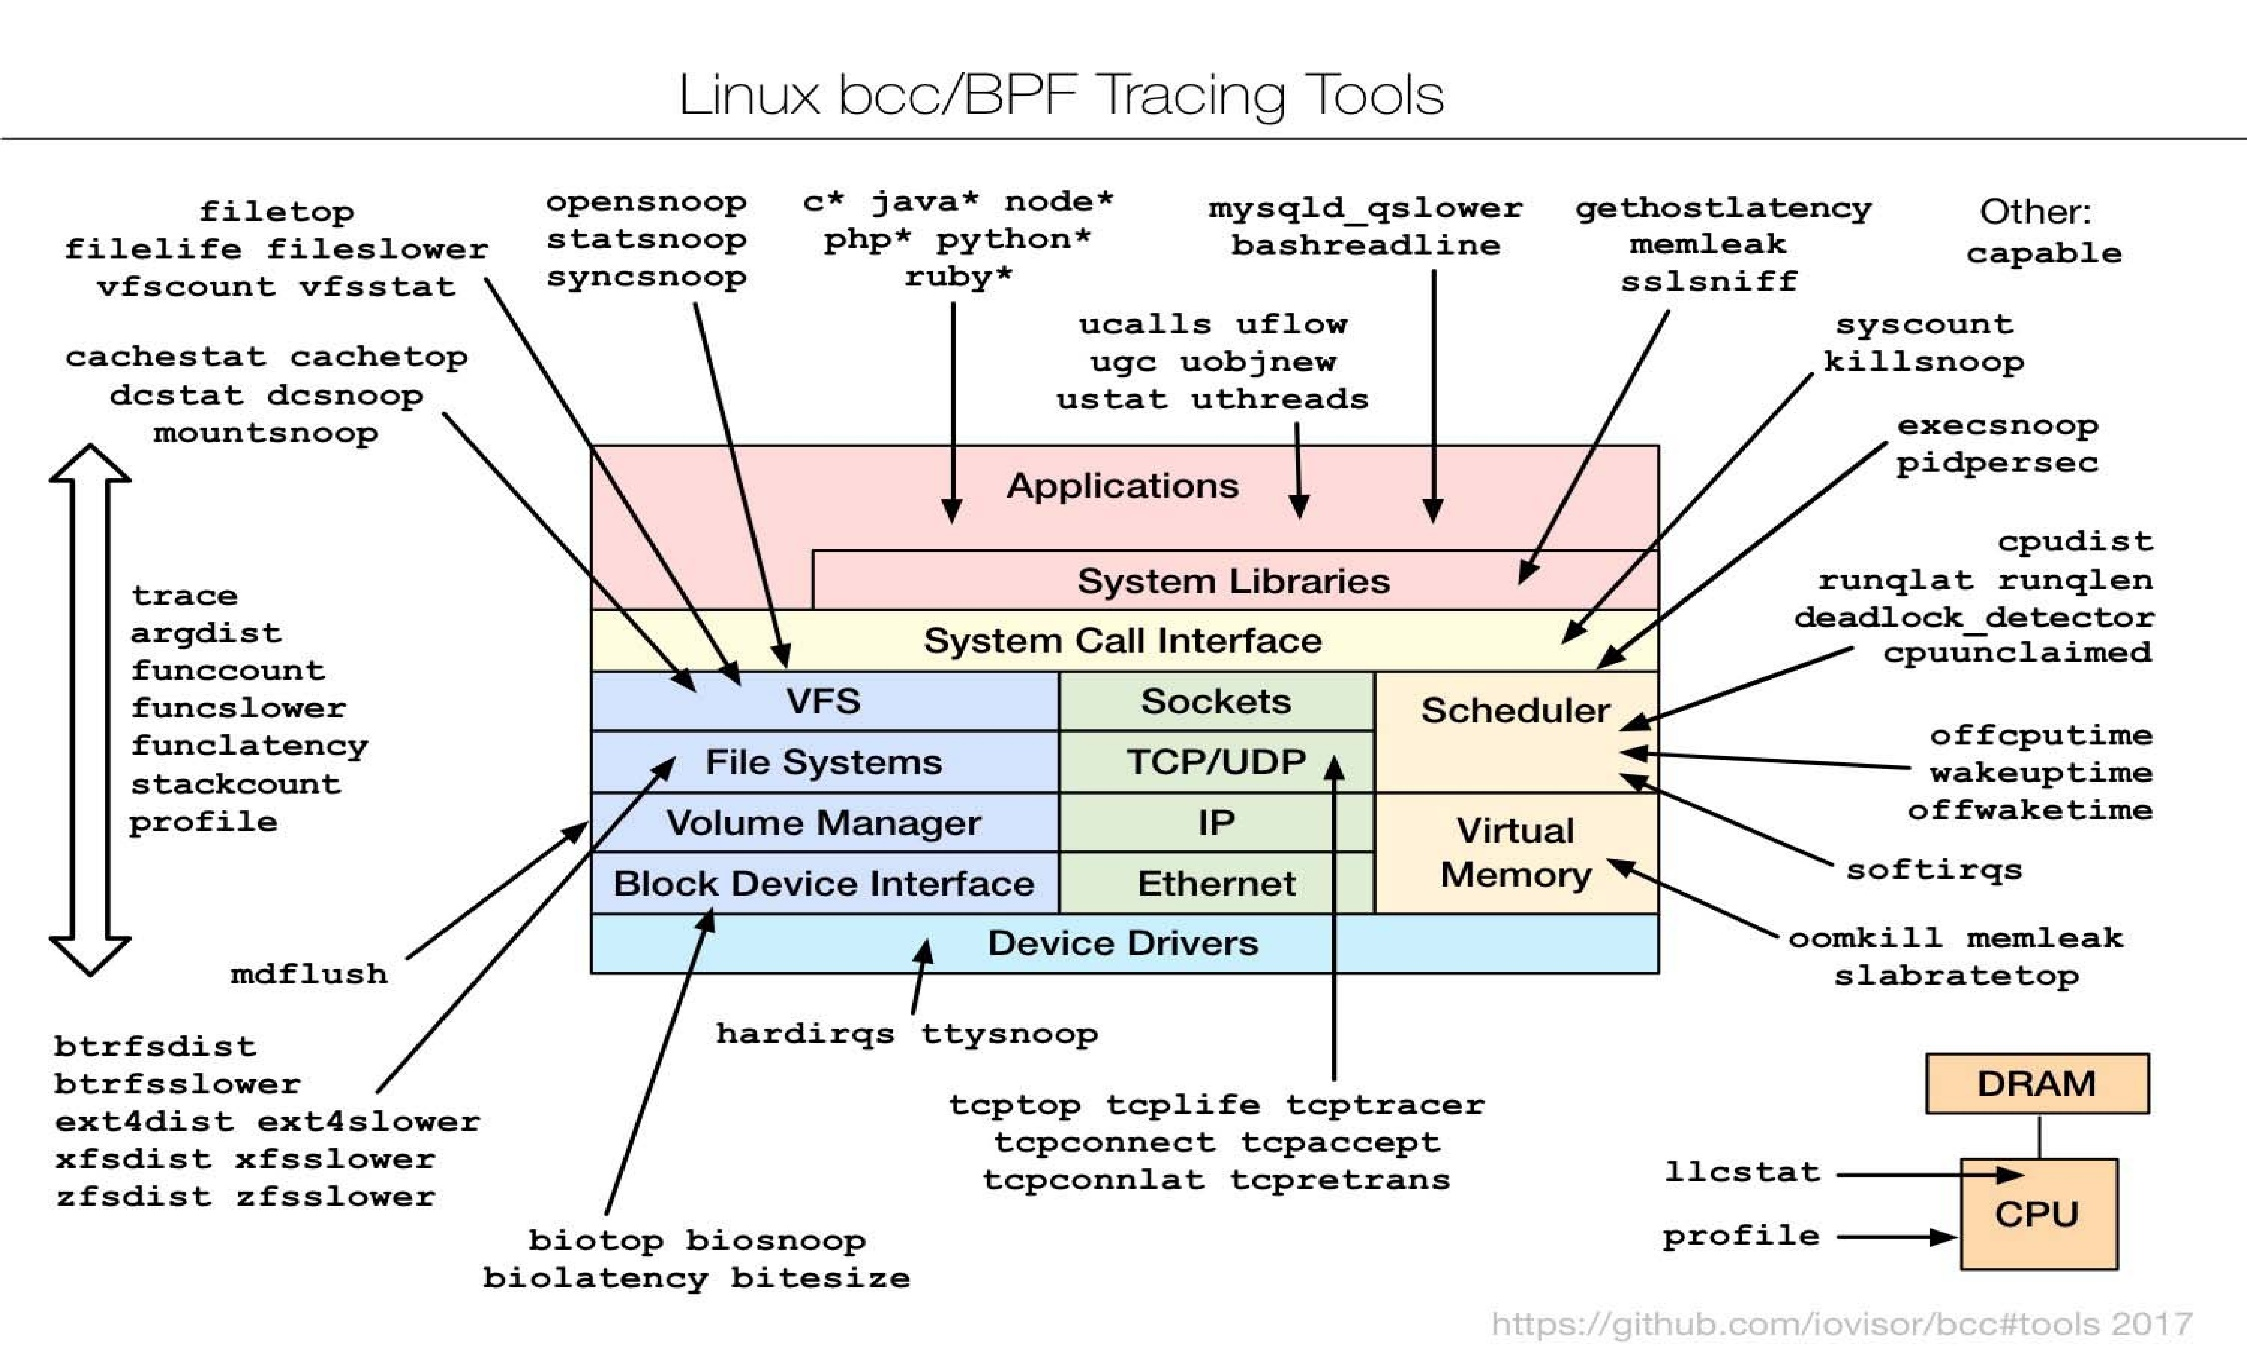 Linux bcc/BPF Tracing Tools
filetop
filelife fileslower
vfscount vfsstat
opensnoop
statsnoop
syncsnoop
c* java* node*
php* python*
ruby*
mysqld_qslower
bashreadline
gethostlatency
memleak
sslsniff
Other:
capable
cachestat cachetop
dcstat dcsnoop
mountsnoop
ucalls uflow
ugc uobjnew
ustat uthreads
syscount
killsnoop
execsnoop
pidpersec
trace
argdist
funccount
funcslower
funclatency
stackcount
profile
Applications
System Libraries
System Call Interface
VFS
Sockets
Scheduler
File Systems
TCP/UDP
Volume Manager
IP
Virtual
Memory
Block Device Interface
Ethernet
Device Drivers
cpudist
runqlat runqlen
deadlock_detector
cpuunclaimed
offcputime
wakeuptime
offwaketime
softirqs
oomkill memleak
slabratetop
mdflush
hardirqs ttysnoop
btrfsdist
btrfsslower
ext4dist ext4slower
xfsdist xfsslower
zfsdist zfsslower
tcptop tcplife tcptracer
tcpconnect tcpaccept
tcpconnlat tcpretrans
biotop biosnoop
biolatency bitesize
DRAM
llcstat
CPU
profile
https://github.com/iovisor/bcc#tools 2017